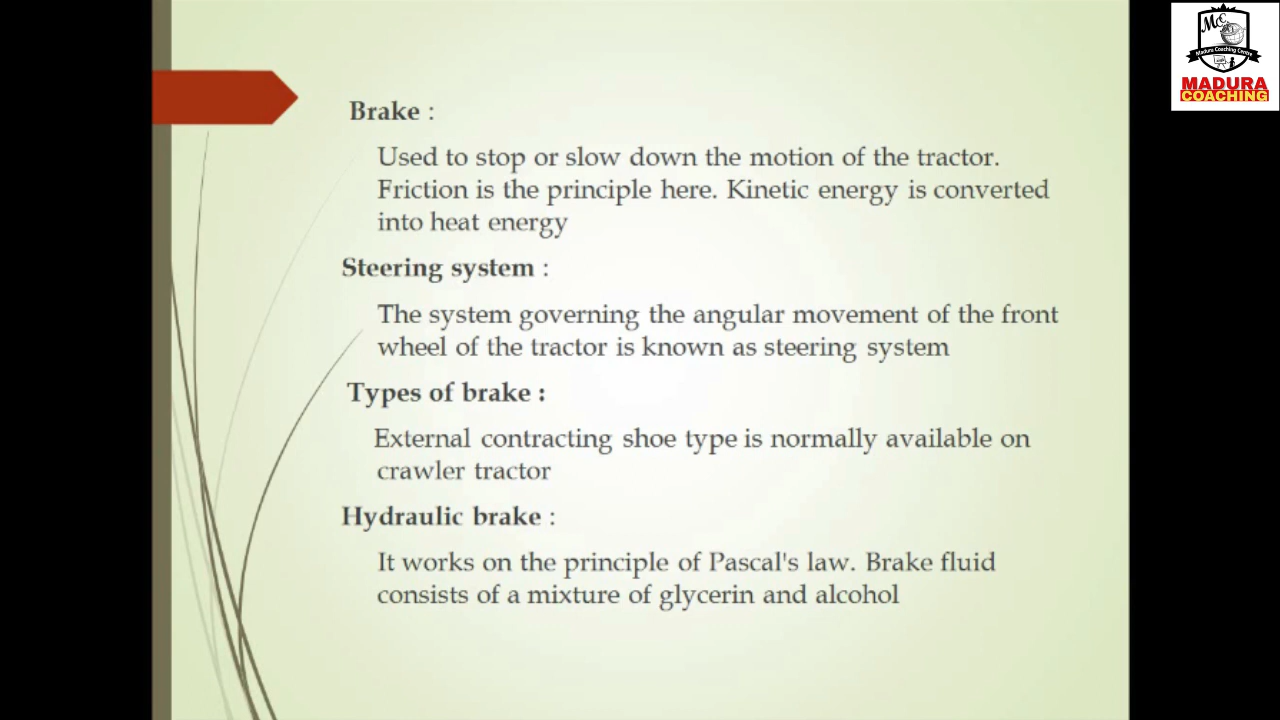 Brake :
Used to stop or slow down the motion of the tractor.
Friction is the principle here. Kinetic energy is converted
into heat energy
Steering system :
The system governing the angular movement of the front
wheel of the tractor is known as steering system
Types of brake :
External contracting shoe type is normally available on
crawler tractor
Hydraulic brake :
It works on the principle of Pascal's law. Brake fluid
consists of a mixture of glycerin and alcohol
Madura Coaching Centre
MADURA
COACHING